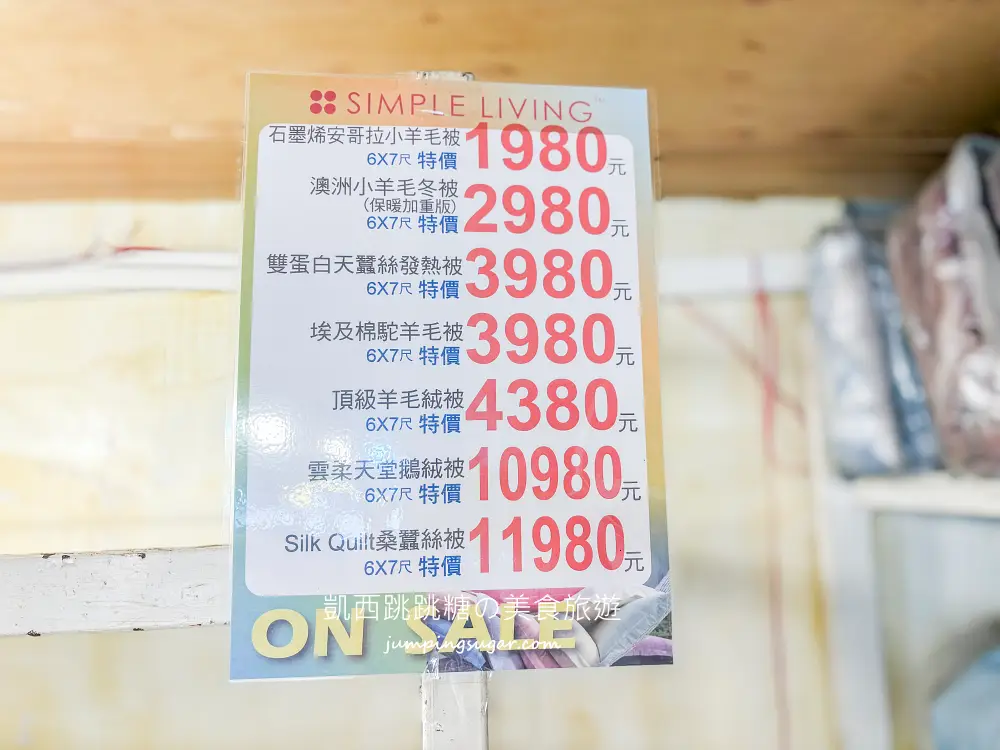 SIMPLE LIVING
石墨烯安哥拉小羊毛被
6X7尺 特價 1980元
澳洲小羊毛冬被
(保暖加重版)
6X7尺 特價 2980元
雙蛋白天蠶絲發熱被
6X7尺 特價 3980元
埃及棉駝羊毛被
6X7尺 特價 3980元
頂級羊毛絨被
6X7尺 特價 4380元
雲柔天堂鵝絨被
6X7尺 特價 10980元
Silk Quilt桑蠶絲被
6X7尺 特價 11980元
凱西跳跳糖の美食旅遊
ON SALE
jumpingsugar.com